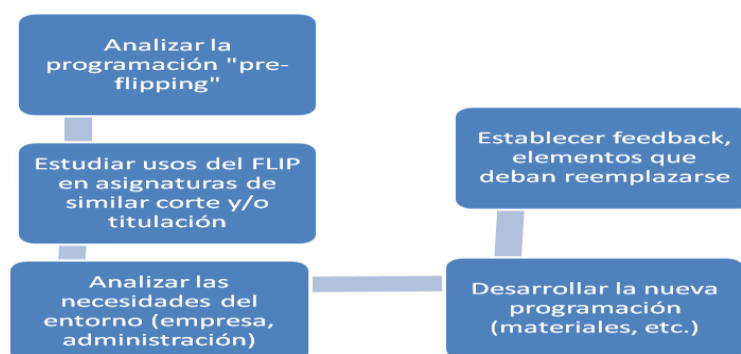 Analizar la
programación "pre-
flipping"
Estudiar usos del FLIP
en asignaturas de
similar corte y/o
titulación
Analizar las
necesidades del
entorno (empresa,
administración)
Desarrollar la nueva
programación
(materiales, etc.)
Establecer feedback,
elementos que
deban reemplazarse